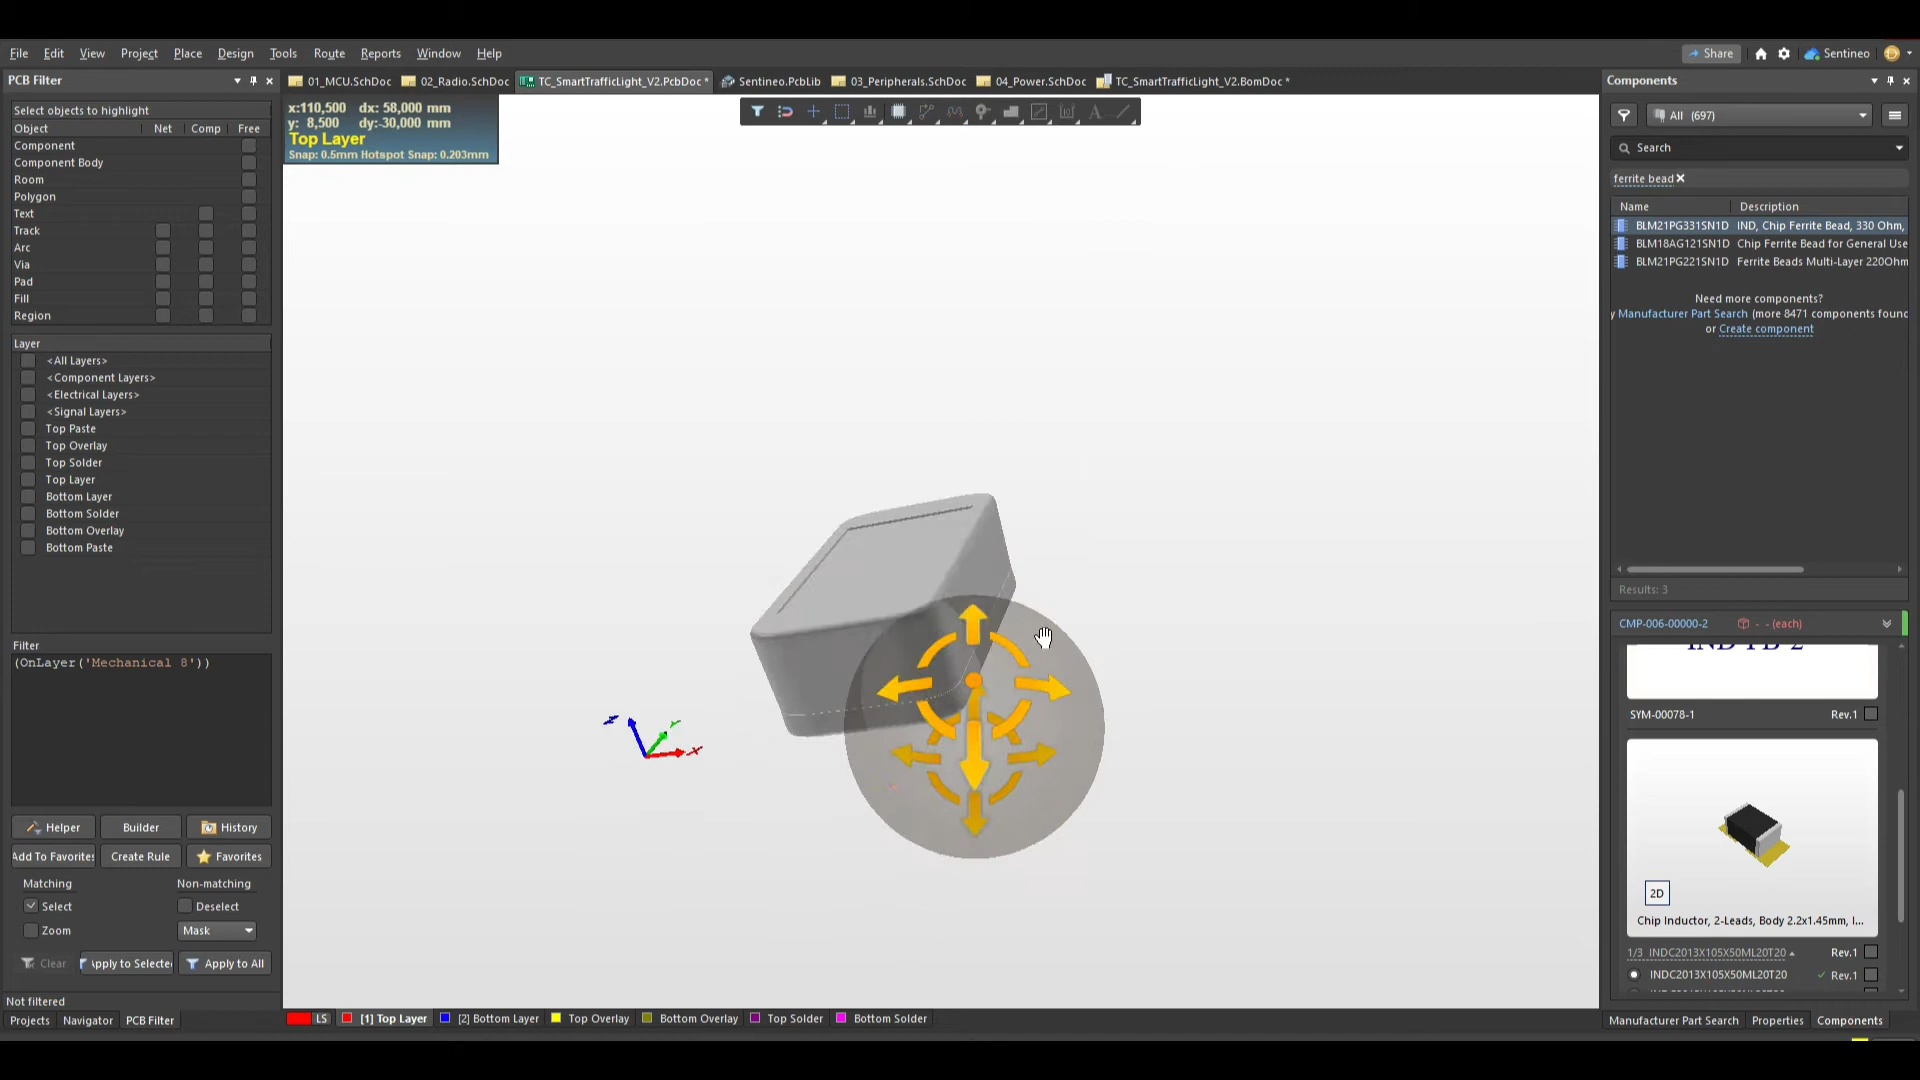 File Edit View Project Place Design Tools Route Reports Window Help
Share Sentineo
PCB Filter
01_MCU.SchDoc 02_Radio.SchDoc TC_SmartTrafficLight_V2.PcbDoc * Sentineo.PcbLib 03_Peripherals.SchDoc 04_Power.SchDoc TC_SmartTrafficLight_V2.BomDoc *
Components
Select objects to highlight
Object Net Comp Free
Component
Component Body
Room
Polygon
Text
Track
Arc
Via
Pad
Fill
Region
Layer
<All Layers>
<Component Layers>
<Electrical Layers>
<Signal Layers>
Top Paste
Top Overlay
Top Solder
Top Layer
Bottom Layer
Bottom Solder
Bottom Overlay
Bottom Paste
Filter
(OnLayer('Mechanical 8'))
Helper Builder History
Add To Favorites Create Rule Favorites
Matching Non-matching
Select Deselect
Zoom Mask
Clear Apply to All
Not filtered
Projects Navigator PCB Filter
x:110,500 dx: 58,000 mm
y: 8,500 dy:-30,000 mm
Top Layer
Snap: 0.5mm Hotspot Snap: 0.203mm
Z Y X
LS [1] Top Layer [2] Bottom Layer Top Overlay Bottom Overlay Top Solder Bottom Solder
All (697)
Search
ferrite bead
Name Description
BLM21PG331SN1D IND, Chip Ferrite Bead, 330 Ohm,
BLM18AG121SN1D Chip Ferrite Bead for General Use
BLM21PG221SN1D Ferrite Beads Multi-Layer 220Ohm
Need more components?
y Manufacturer Part Search (more 8471 components found
or Create component
Results: 3
CMP-006-00000-2 - - (each)
SYM-00078-1 Rev.1
2D
Chip Inductor, 2-Leads, Body 2.2x1.45mm, I...
1/3 INDC2013X105X50ML20T20 Rev.1
INDC2013X105X50ML20T20 Rev.1
Manufacturer Part Search Properties Components